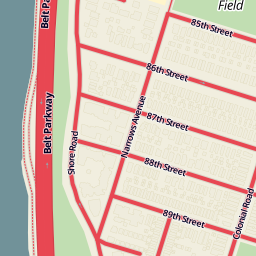 Field
Belt Pa
85th Street
86th Street
Belt Parkway
87th Street
Narrows Avenue
Shore Road
88th Street
Colonial Road
89th Street